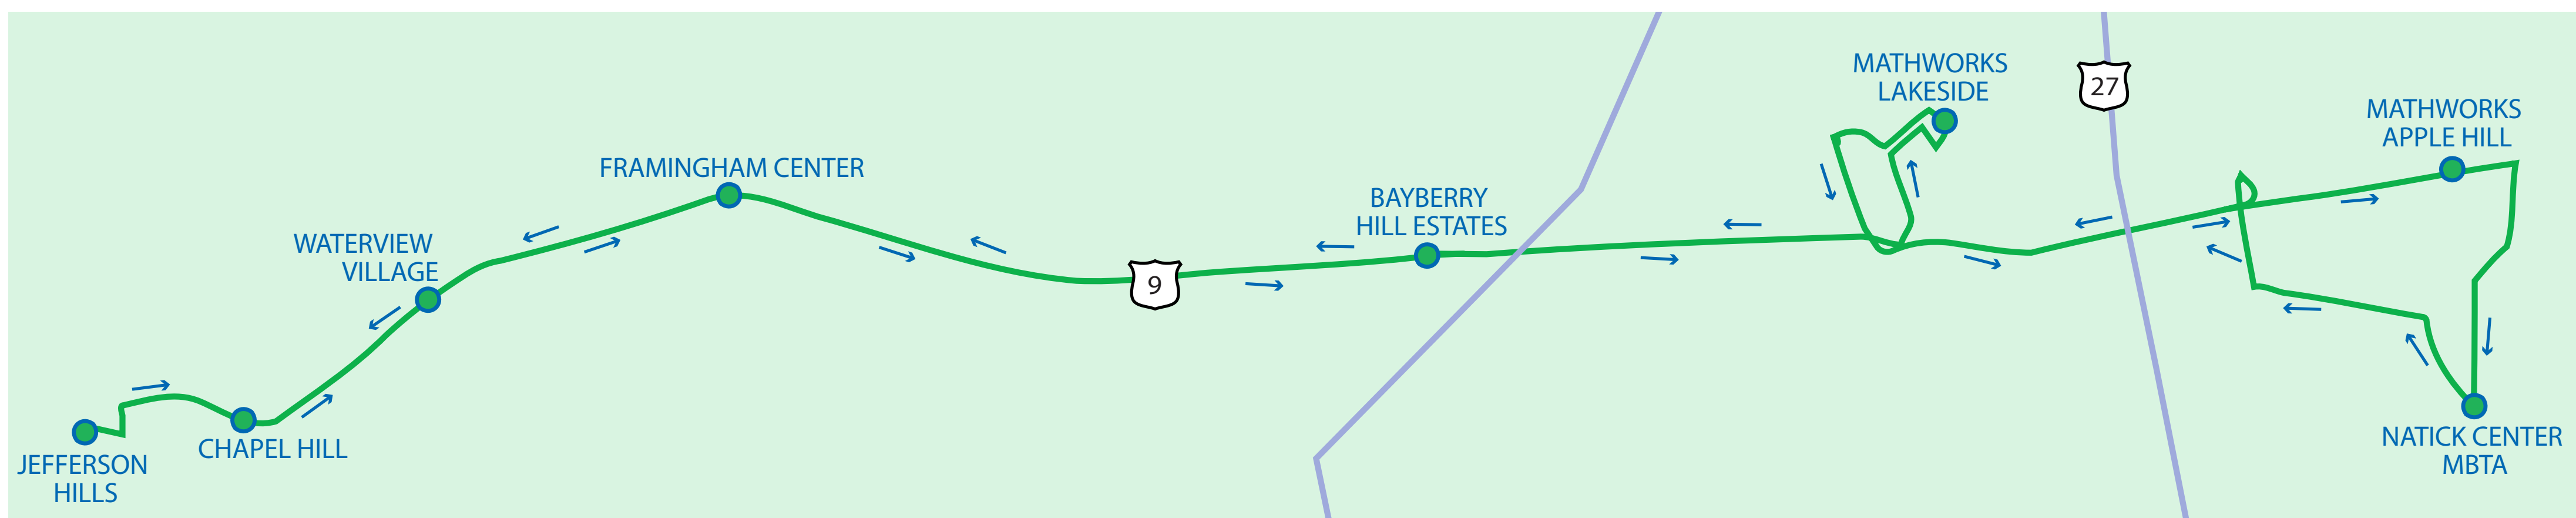 MATHWORKS
LAKESIDE
27
MATHWORKS
APPLE HILL
FRAMINGHAM CENTER
BAYBERRY
HILL ESTATES
WATERVIEW
VILLAGE
9
CHAPEL HILL
JEFFERSON
HILLS
NATICK CENTER
MBTA